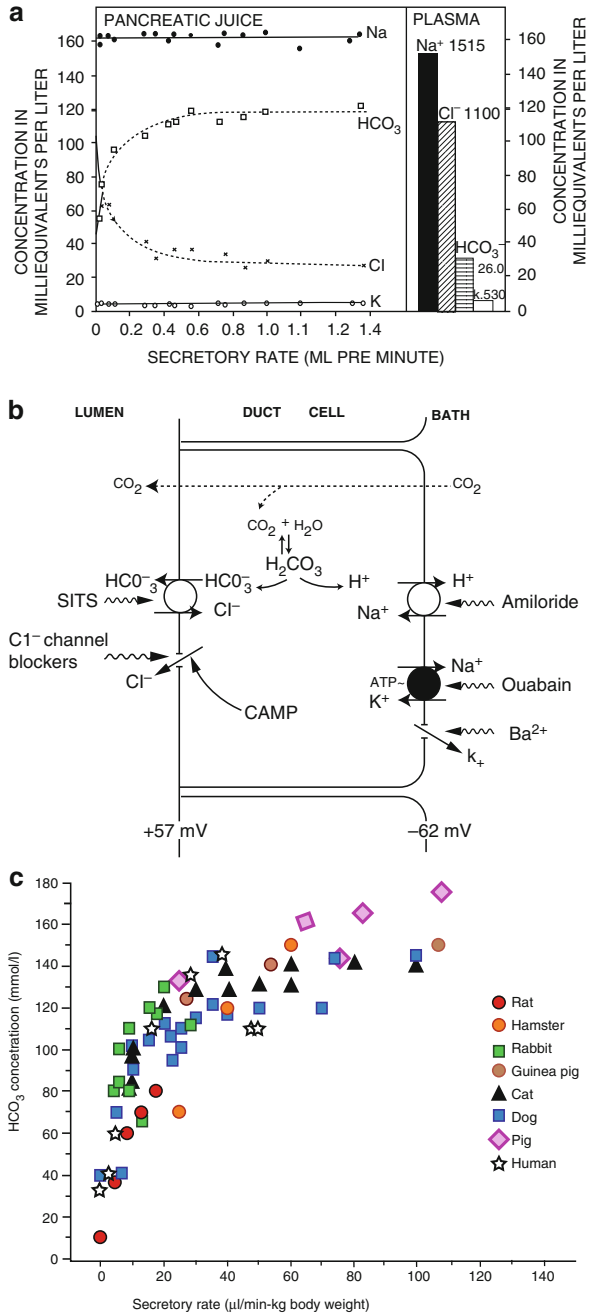 a
PANCREATIC JUICE
PLASMA
CONCENTRATION IN
MILLIEQUIVALENTS PER LITER
160
140
120
100
80
60
40
20
0
Na
HCO₃
Cl
K
0 0.2 0.4 0.6 0.8 1.0 1.1 1.4
SECRETORY RATE (ML PRE MINUTE)
Na⁺ 1515
Cl⁻ 1100
HCO₃⁻
26.0
k.530
160
140
120
100
80
60
40
20
0
CONCENTRATION IN
MILLIEQUIVALENTS PER LITER
b
LUMEN DUCT CELL BATH
CO₂ CO₂
CO₂ + H₂O
H₂CO₃
HC0⁻₃ HC0⁻₃ H⁺ H⁺
SITS Cl⁻ Na⁺ Amiloride
C1⁻ channel
blockers
Cl⁻
CAMP
Na⁺
ATP~
K⁺
Ouabain
Ba²⁺
k₊
+57 mV –62 mV
c
HCO₃ concetratioon (mmol/l)
180
160
140
120
100
80
60
40
20
0
0 20 40 60 80 100 120 140
Secretory rate (µl/min-kg body weight)
Rat
Hamster
Rabbit
Guinea pig
Cat
Dog
Pig
Human